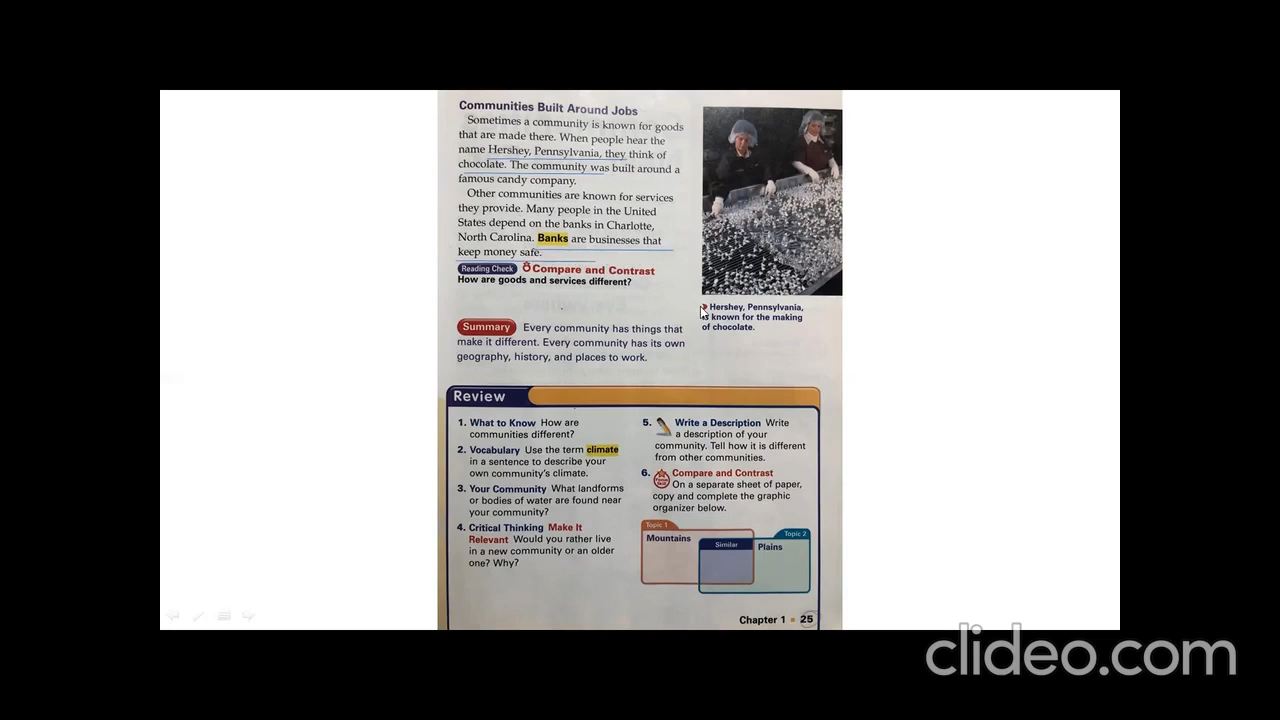 Communities Built Around Jobs
Sometimes a community is known for goods
that are made there. When people hear the
name Hershey, Pennsylvania, they think of
chocolate. The community was built around a
famous candy company.
Other communities are known for services
they provide. Many people in the United
States depend on the banks in Charlotte,
North Carolina. Banks are businesses that
keep money safe.
Reading Check Compare and Contrast
How are goods and services different?
Hershey, Pennsylvania,
is known for the making
of chocolate.
Summary Every community has things that
make it different. Every community has its own
geography, history, and places to work.
Review
1. What to Know How are
communities different?
2. Vocabulary Use the term climate
in a sentence to describe your
own community's climate.
3. Your Community What landforms
or bodies of water are found near
your community?
4. Critical Thinking Make It
Relevant Would you rather live
in a new community or an older
one? Why?
5. Write a Description Write
a description of your
community. Tell how it is different
from other communities.
6. Compare and Contrast
On a separate sheet of paper,
copy and complete the graphic
organizer below.
Topic 1
Mountains
Similar
Topic 2
Plains
Chapter 1 ▪ 25
clideo.com